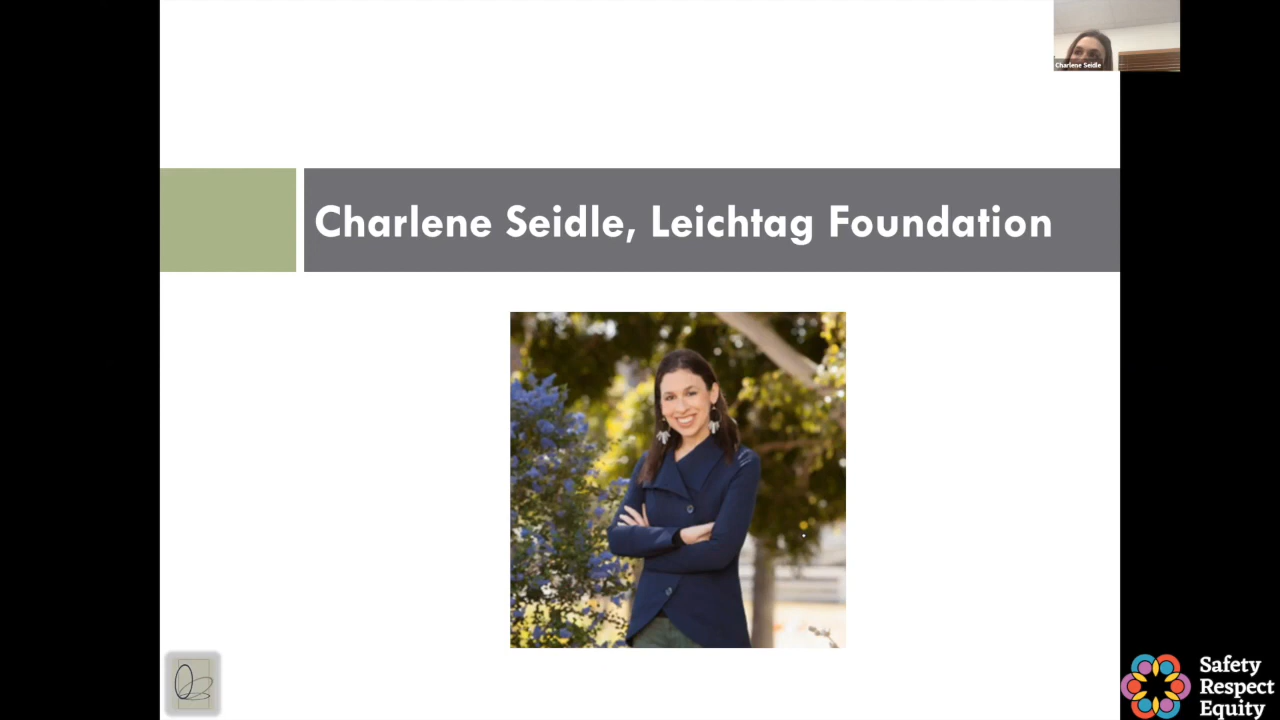 Charlene Seidle
Charlene Seidle, Leichtag Foundation
Safety
Respect
Equity